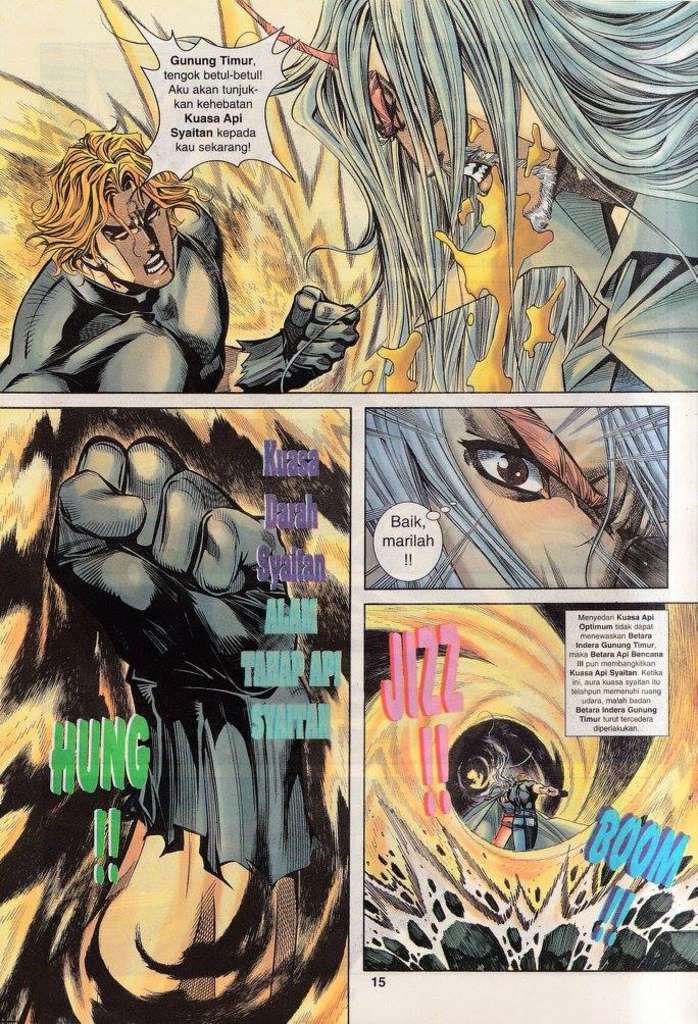 Gunung Timur,
tengok betul-betul!
Aku akan tunjuk-
kan kehebatan
Kuasa Api
Syaitan kepada
kau sekarang!
Kuasa
Darah
Syaitan
ALAM
TAHAP API
SYAITAN
HUNG
!!
Baik,
marilah
!!
Menyedari Kuasa Api
Optimum tidak dapat
menewaskan Betara
Indera Gunung Timur,
maka Betara Api Bencana
III pun membangkitkan
Kuasa Api Syaitan. Ketika
ini, aura kuasa syaitan itu
telahpun memenuhi ruang
udara, malah badan
Betara Indera Gunung
Timur turut tercedera
diperlakukan.
JIZZ
!!
BOOM
!!!
15